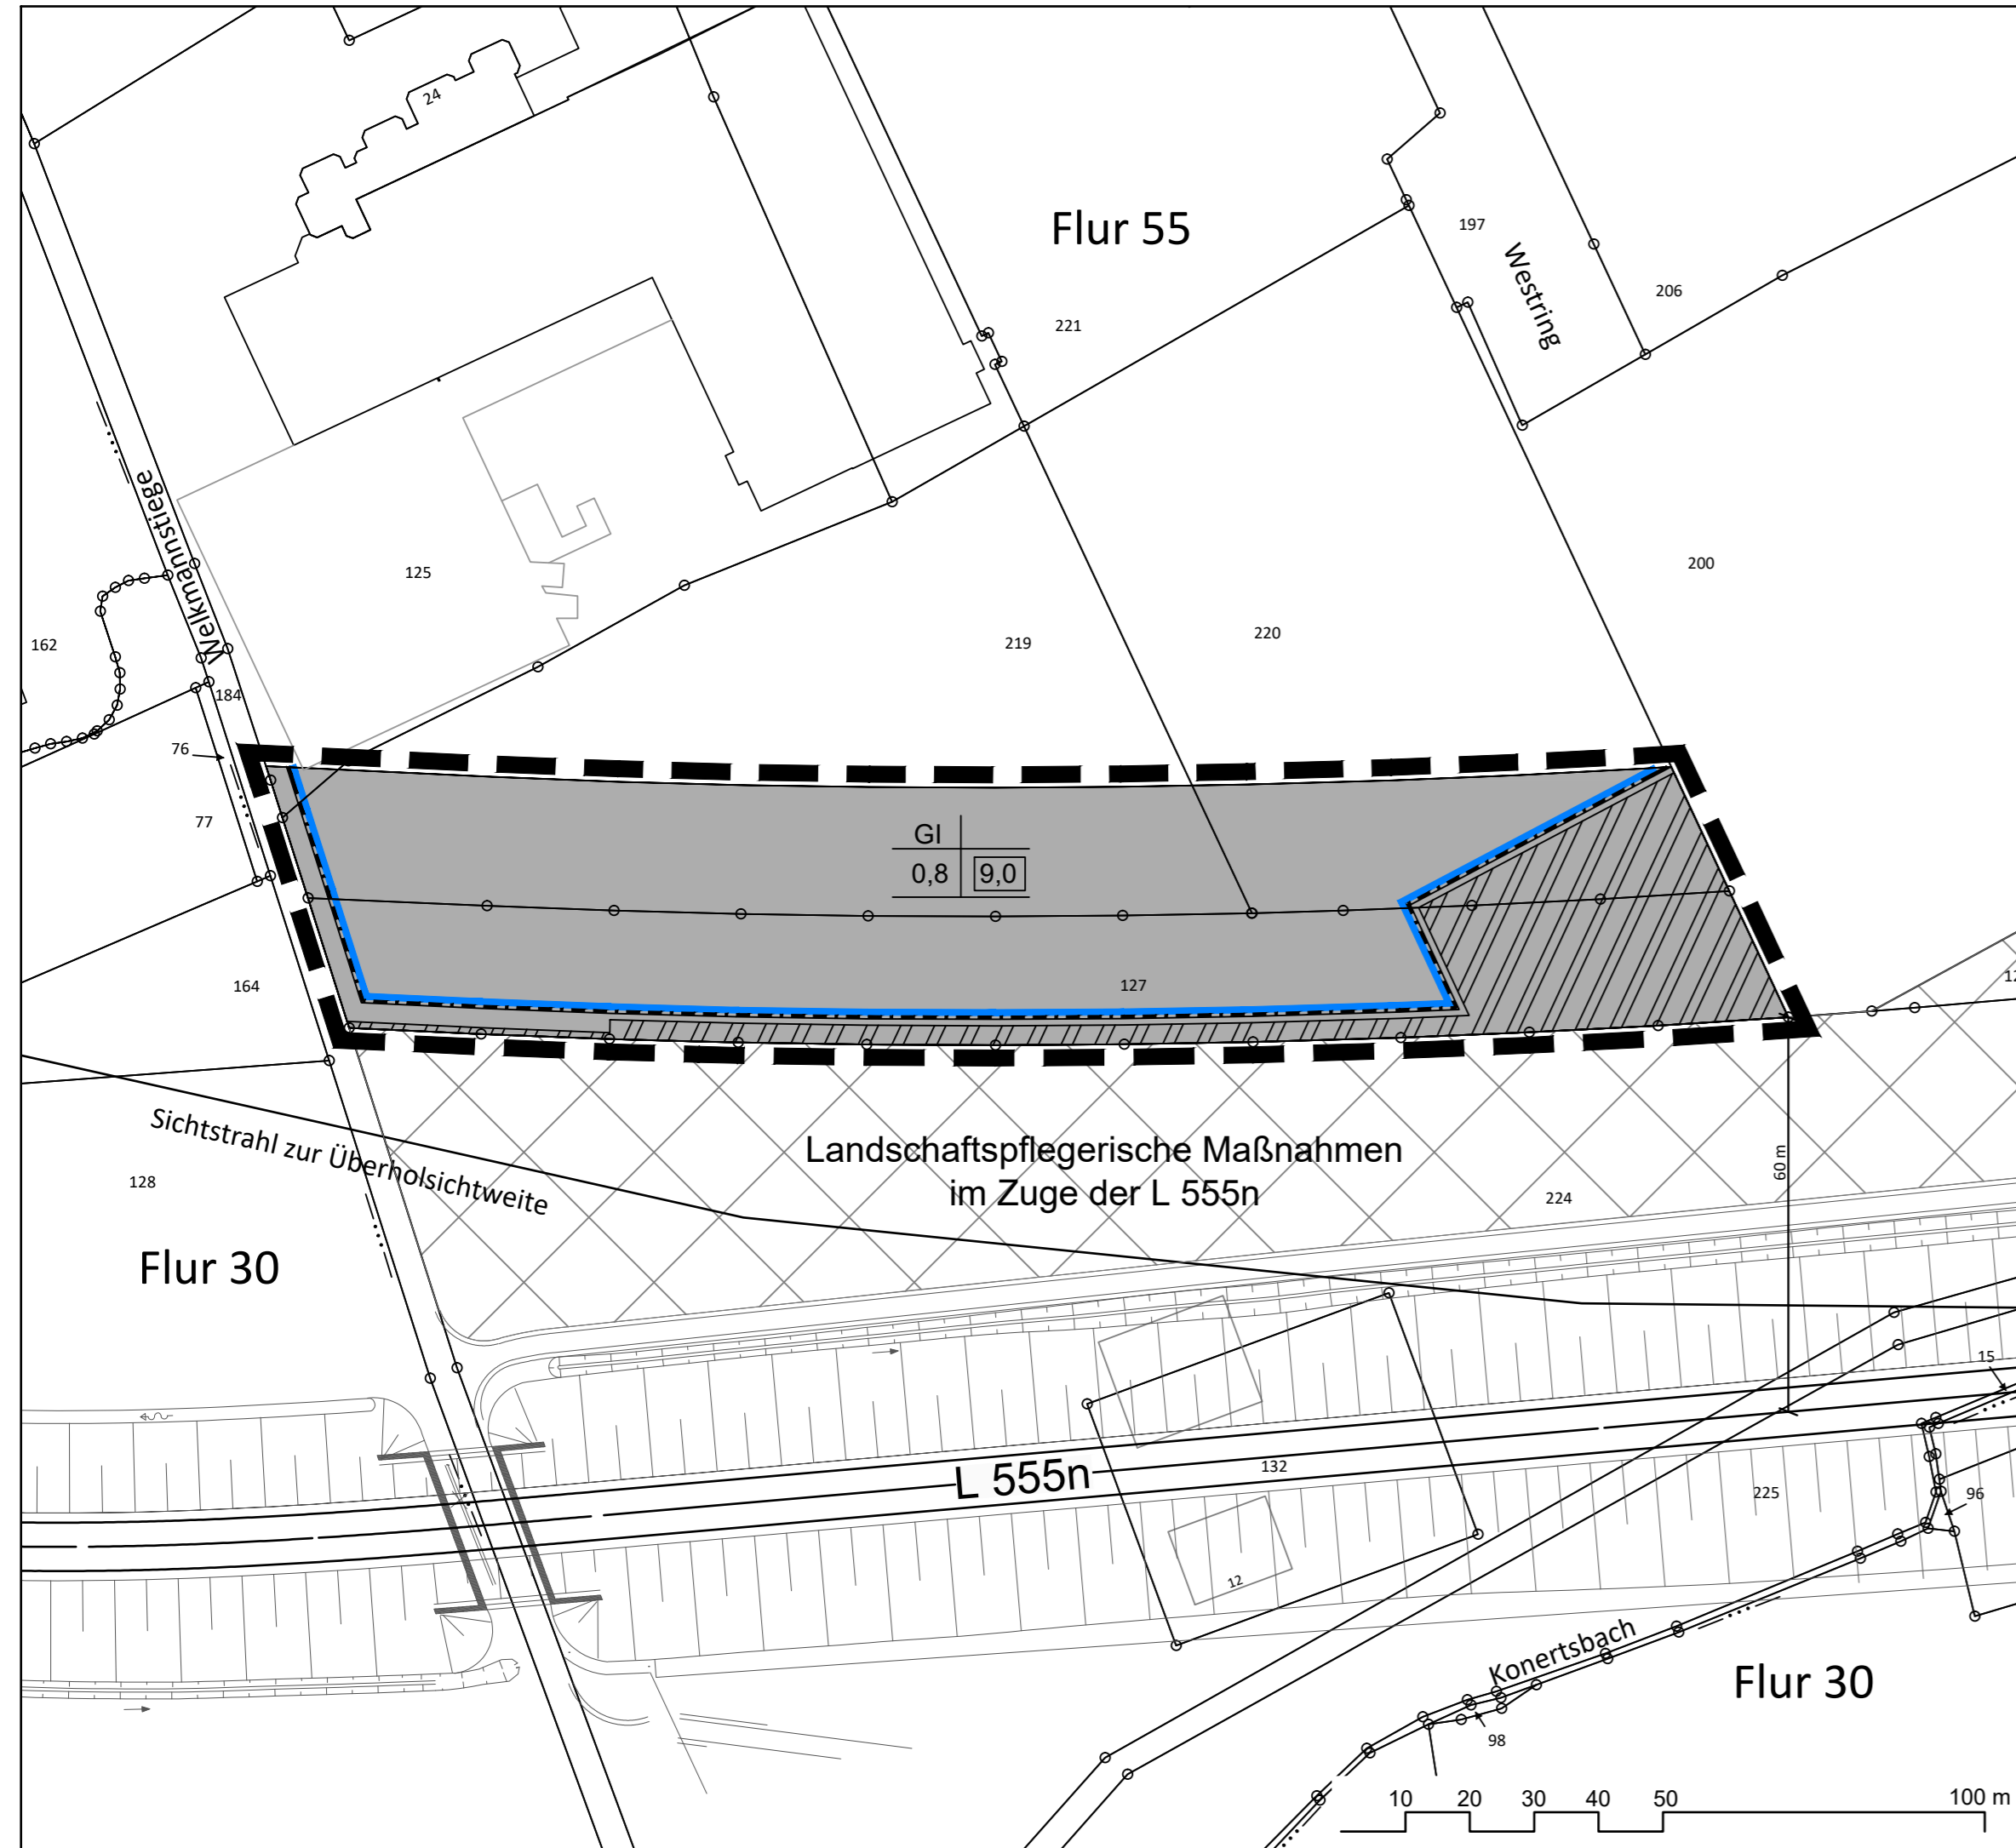 24
Flur 55
197
Westring
206
221
Welkmannstiege
125
200
162
219
220
184
76
77
GI
0,8
9,0
164
127
Sichtstrahl zur Überholsichtweite
Landschaftspflegerische Maßnahmen
im Zuge der L 555n
60 m
128
224
Flur 30
15
L 555n
132
225
96
12
Konertsbach
Flur 30
98
10 20 30 40 50 100 m